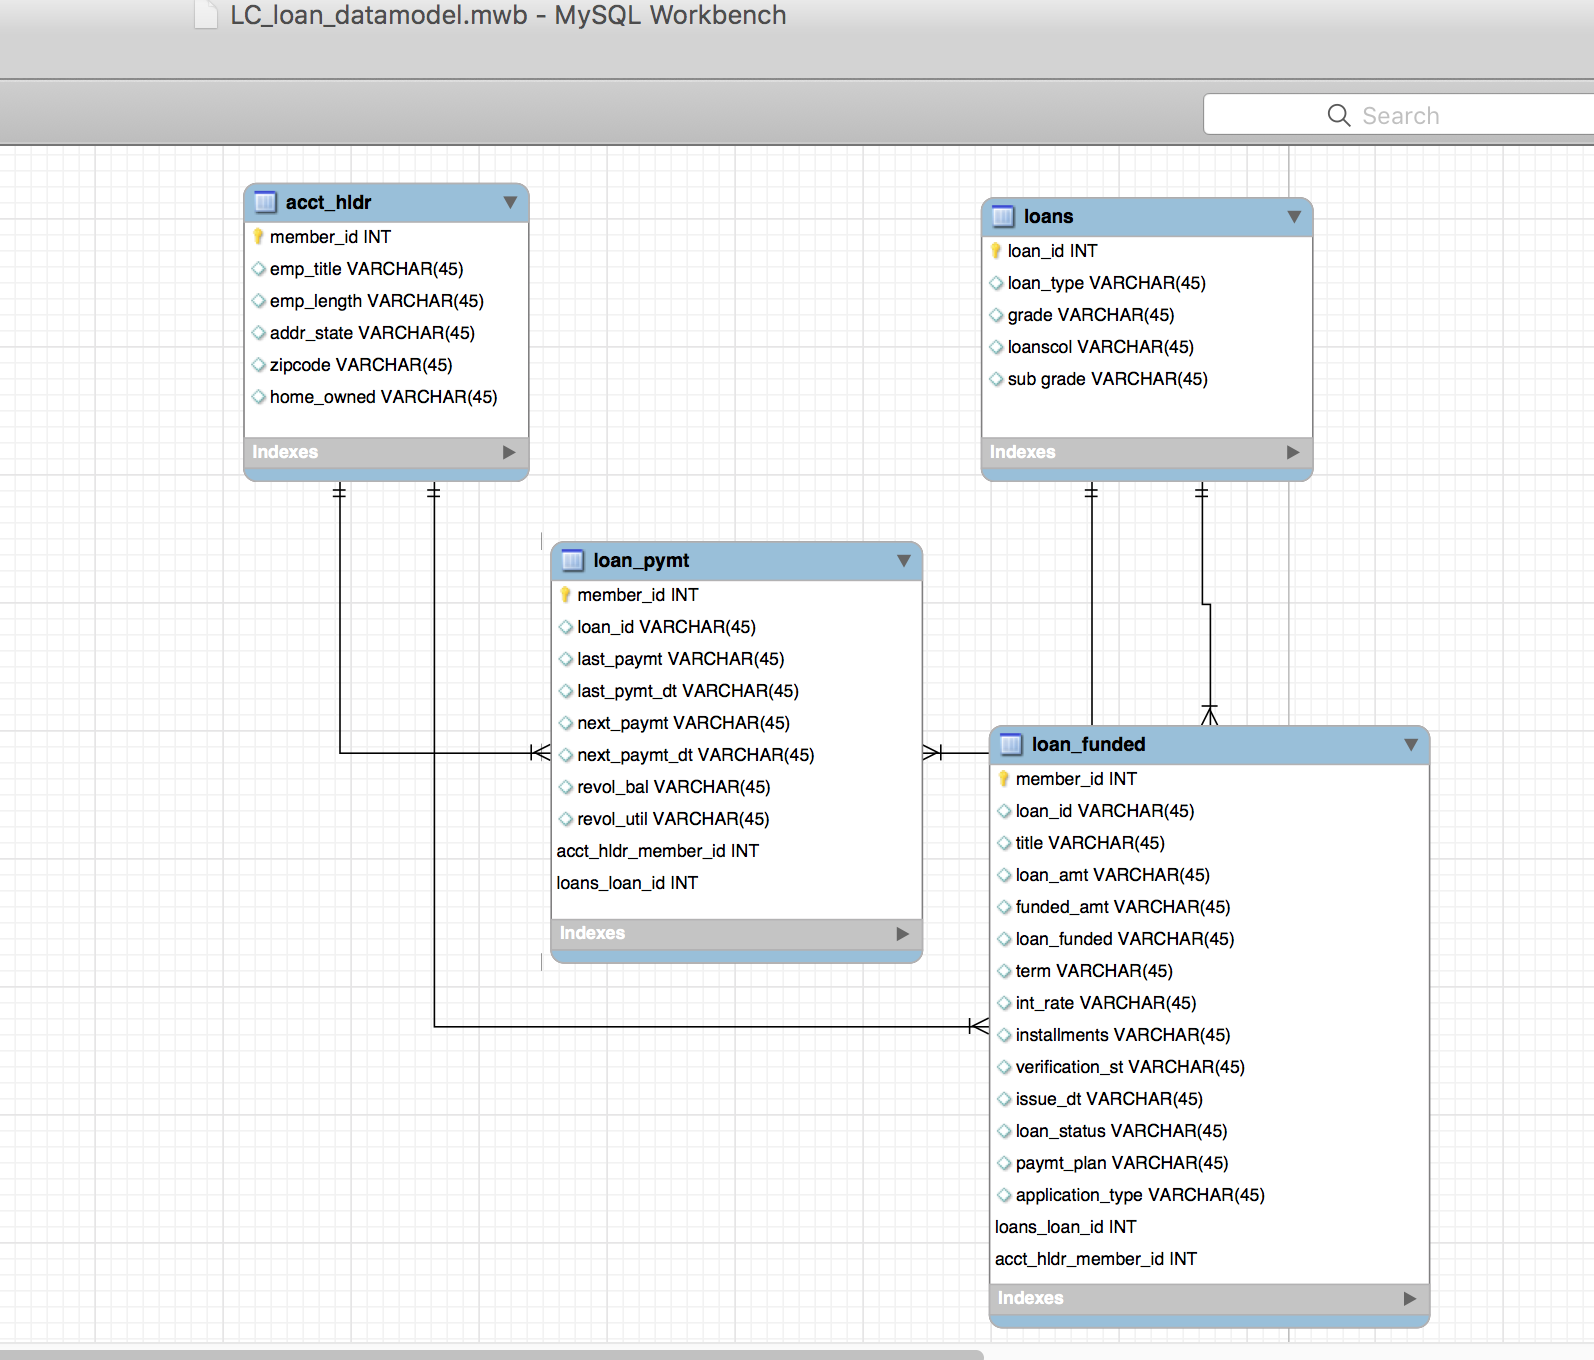 LC_loan_datamodel.mwb - MySQL Workbench
Search
acct_hldr
member_id INT
emp_title VARCHAR(45)
emp_length VARCHAR(45)
addr_state VARCHAR(45)
zipcode VARCHAR(45)
home_owned VARCHAR(45)
Indexes
loans
loan_id INT
loan_type VARCHAR(45)
grade VARCHAR(45)
loanscol VARCHAR(45)
sub grade VARCHAR(45)
Indexes
loan_pymt
member_id INT
loan_id VARCHAR(45)
last_paymt VARCHAR(45)
last_pymt_dt VARCHAR(45)
next_paymt VARCHAR(45)
next_paymt_dt VARCHAR(45)
revol_bal VARCHAR(45)
revol_util VARCHAR(45)
acct_hldr_member_id INT
loans_loan_id INT
Indexes
loan_funded
member_id INT
loan_id VARCHAR(45)
title VARCHAR(45)
loan_amt VARCHAR(45)
funded_amt VARCHAR(45)
loan_funded VARCHAR(45)
term VARCHAR(45)
int_rate VARCHAR(45)
installments VARCHAR(45)
verification_st VARCHAR(45)
issue_dt VARCHAR(45)
loan_status VARCHAR(45)
paymt_plan VARCHAR(45)
application_type VARCHAR(45)
loans_loan_id INT
acct_hldr_member_id INT
Indexes